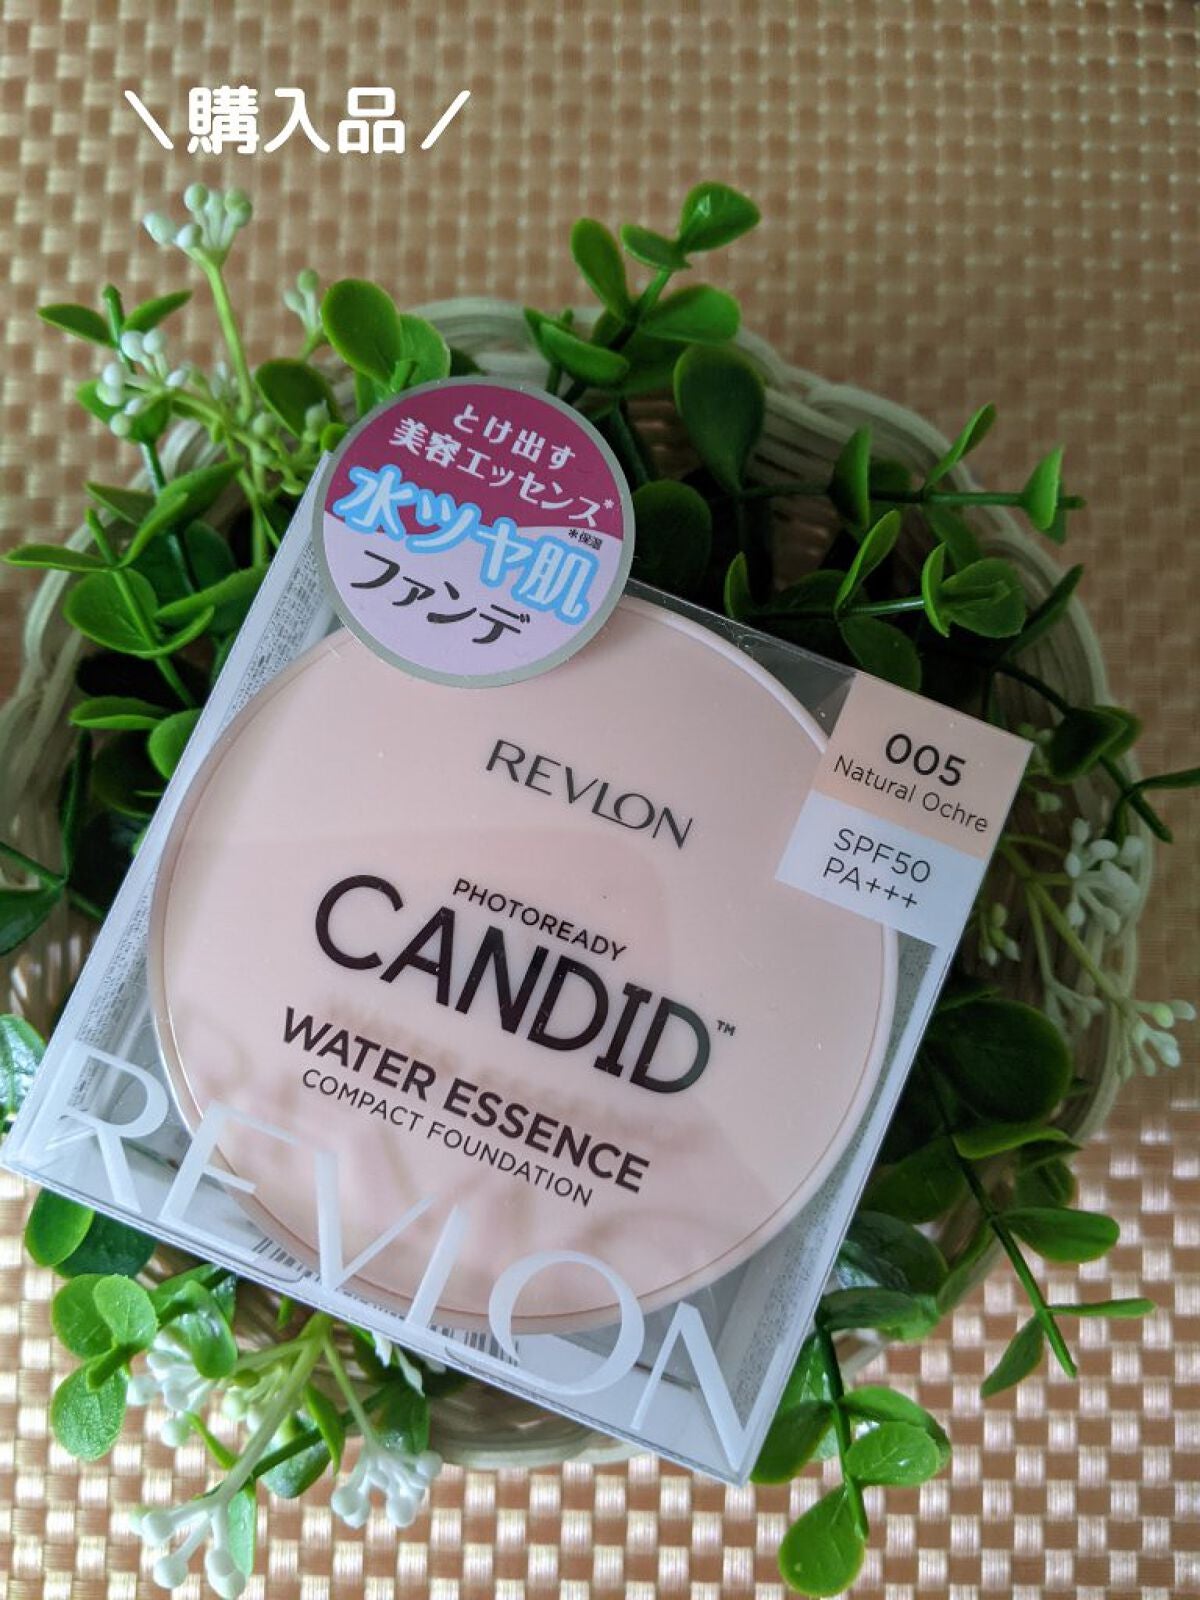 ＼購入品／
とけ出す
美容エッセンス*
*保湿
水ツヤ肌
ファンデ
005
Natural Ochre
SPF50
PA+++
REVLON
PHOTOREADY
CANDID™
WATER ESSENCE
COMPACT FOUNDATION
REVLON